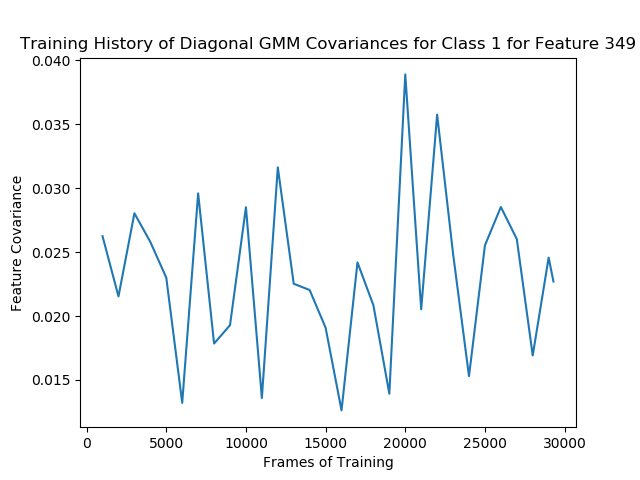 Training History of Diagonal GMM Covariances for Class 1 for Feature 349
0.040
0.035
0.030
0.025
0.020
0.015
Feature Covariance
0 5000 10000 15000 20000 25000 30000
Frames of Training